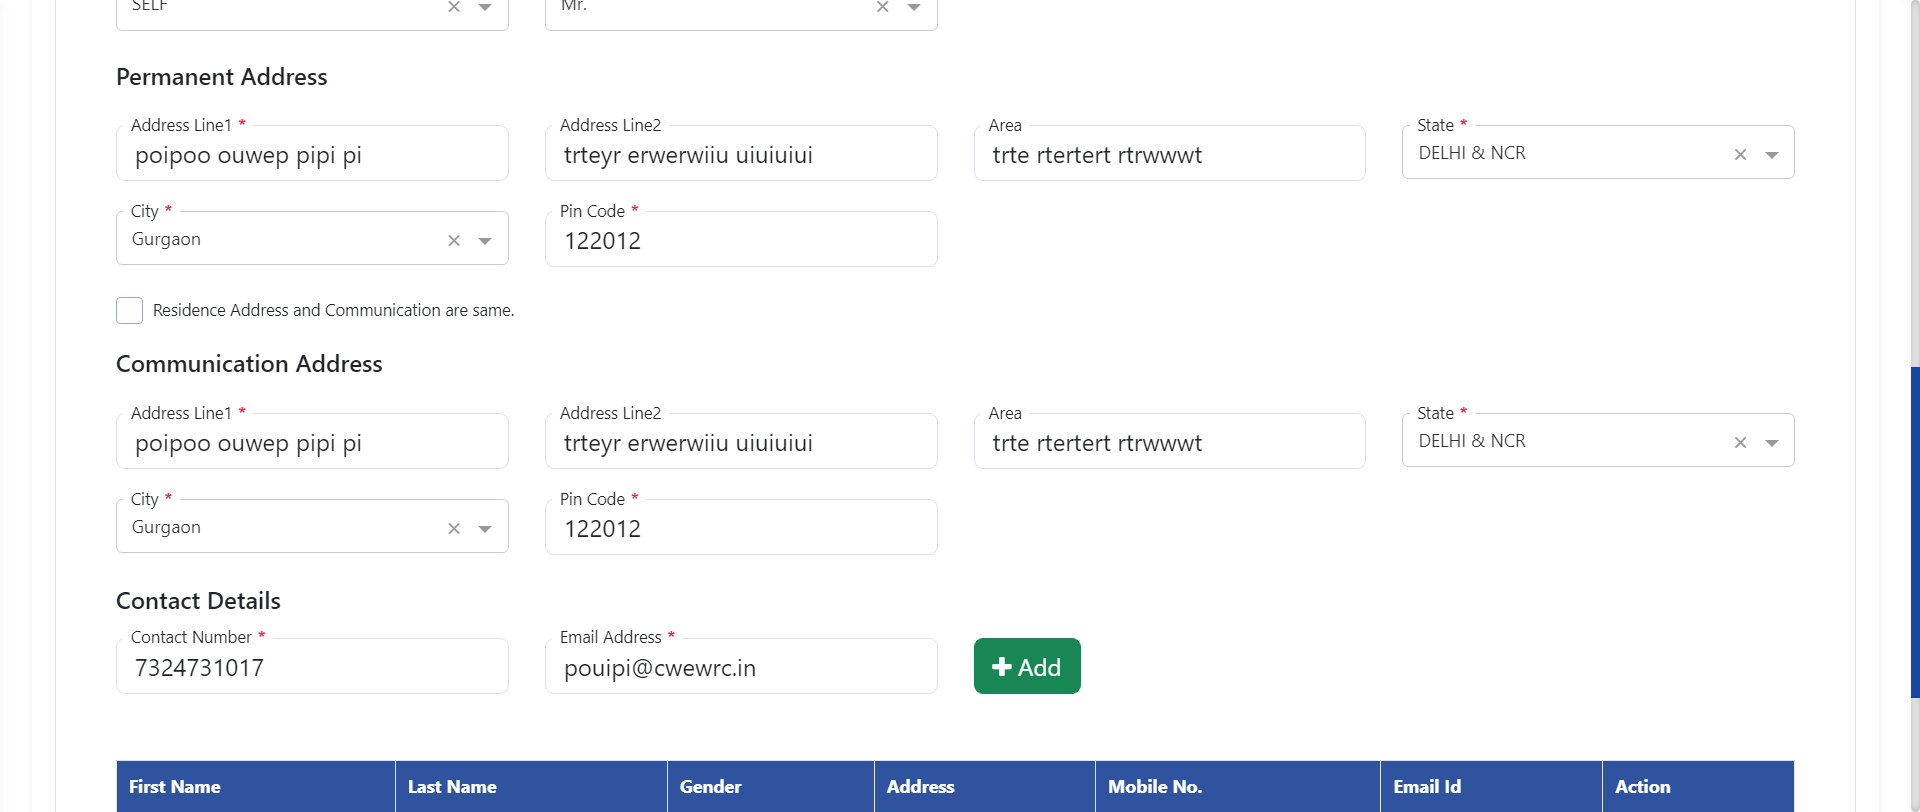 SELF Mr.
Permanent Address
Address Line1 * Address Line2 Area State *
poipoo ouwep pipi pi trteyr erwerwiiu uiuiuiui trte rtertert rtrwwwt DELHI & NCR
City * Pin Code *
Gurgaon 122012
Residence Address and Communication are same.
Communication Address
Address Line1 * Address Line2 Area State *
poipoo ouwep pipi pi trteyr erwerwiiu uiuiuiui trte rtertert rtrwwwt DELHI & NCR
City * Pin Code *
Gurgaon 122012
Contact Details
Contact Number * Email Address *
7324731017 pouipi@cwewrc.in Add
First Name Last Name Gender Address Mobile No. Email Id Action